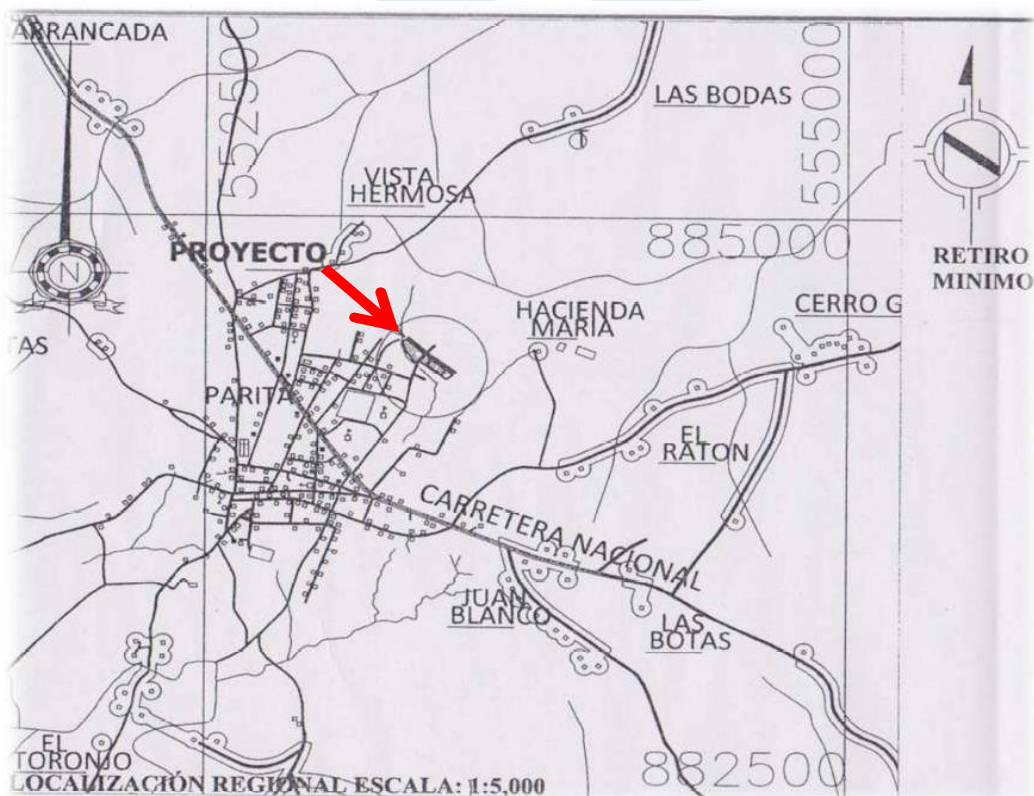 ARRANCADA
552500
555000
LAS BODAS
VISTA
HERMOSA
885000
PROYECTO
RETIRO
MINIMO
N
HACIENDA
MARIA
CERRO G
TAS
PARITA
EL
RATON
CARRETERA NACIONAL
JUAN
BLANCO
LAS
BOTAS
EL
TORONJO
882500
LOCALIZACIÓN REGIONAL ESCALA: 1:5,000